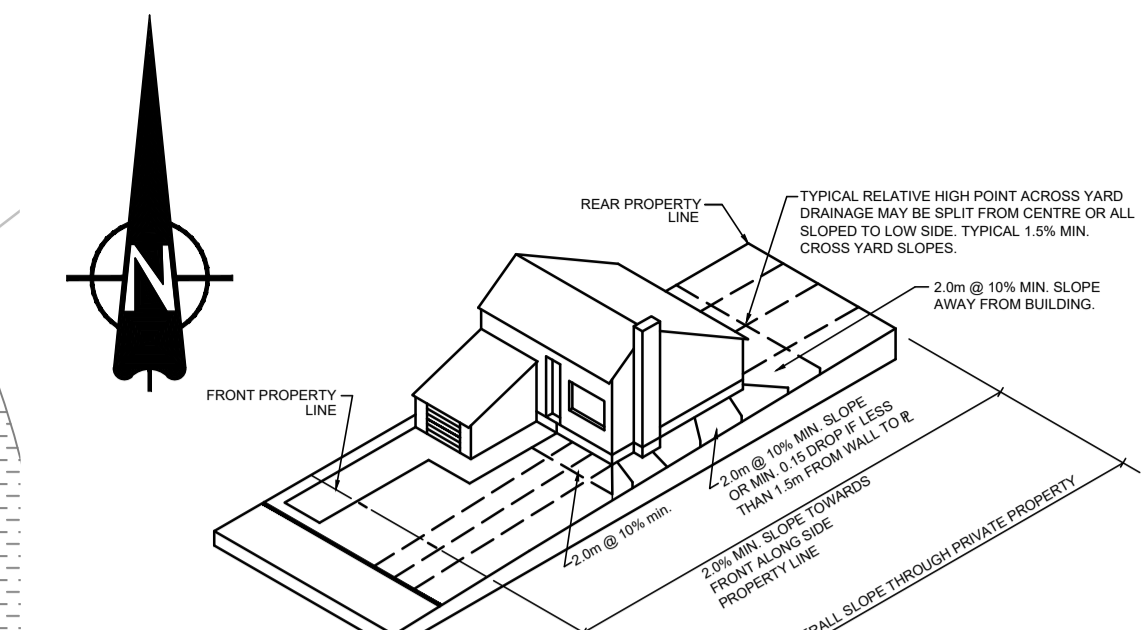 N
REAR PROPERTY
LINE
TYPICAL RELATIVE HIGH POINT ACROSS YARD
DRAINAGE MAY BE SPLIT FROM CENTRE OR ALL
SLOPED TO LOW SIDE. TYPICAL 1.5% MIN.
CROSS YARD SLOPES.
2.0m @ 10% MIN. SLOPE
AWAY FROM BUILDING.
FRONT PROPERTY
LINE
2.0m @ 10% MIN. SLOPE
OR MIN. 0.15 DROP IF LESS
THAN 1.5m FROM WALL TO ⅊
2.0m @ 10% min.
2.0% MIN. SLOPE TOWARDS
FRONT ALONG SIDE
PROPERTY LINE
SLOPE THROUGH PRIVATE PROPERTY